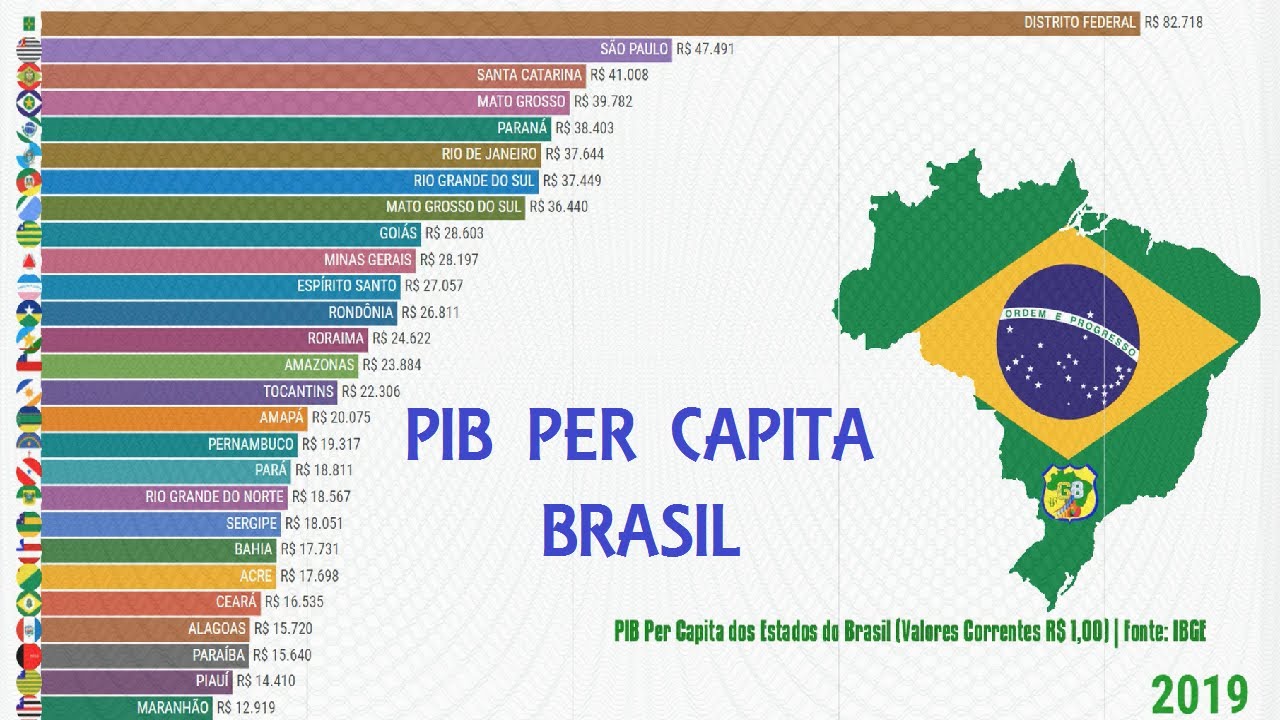 DISTRITO FEDERAL R$ 82.718
SÃO PAULO R$ 47.491
SANTA CATARINA R$ 41.008
MATO GROSSO R$ 39.782
PARANÁ R$ 38.403
RIO DE JANEIRO R$ 37.644
RIO GRANDE DO SUL R$ 37.449
MATO GROSSO DO SUL R$ 36.440
GOIÁS R$ 28.603
MINAS GERAIS R$ 28.197
ESPÍRITO SANTO R$ 27.057
RONDÔNIA R$ 26.811
RORAIMA R$ 24.622
AMAZONAS R$ 23.884
TOCANTINS R$ 22.306
AMAPÁ R$ 20.075
PERNAMBUCO R$ 19.317
PARÁ R$ 18.811
RIO GRANDE DO NORTE R$ 18.567
SERGIPE R$ 18.051
BAHIA R$ 17.731
ACRE R$ 17.698
CEARÁ R$ 16.535
ALAGOAS R$ 15.720
PARAÍBA R$ 15.640
PIAUÍ R$ 14.410
MARANHÃO R$ 12.919
PIB PER CAPITA
BRASIL
ORDEM E PROGRESSO
G8
PIB Per Capita dos Estados do Brasil (Valores Correntes R$ 1,00) | Fonte: IBGE
2019